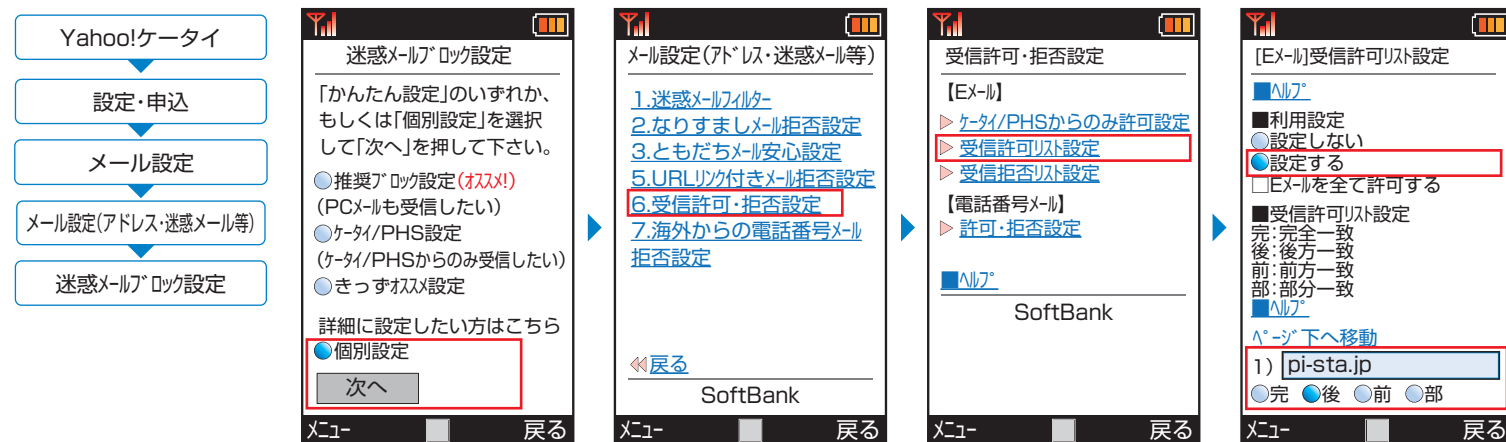 Yahoo!ケータイ
設定・申込
メール設定
メール設定(アドレス・迷惑メール等)
迷惑ﾒｰﾙﾌﾞﾛｯｸ設定
迷惑ﾒｰﾙﾌﾞﾛｯｸ設定
「かんたん設定」のいずれか、
もしくは「個別設定」を選択
して「次へ」を押して下さい。
推奨ﾌﾞﾛｯｸ設定(ｵｽｽﾒ!)
(PCﾒｰﾙも受信したい)
ｹｰﾀｲ/PHS設定
(ｹｰﾀｲ/PHSからのみ受信したい)
きっずｵｽｽﾒ設定
詳細に設定したい方はこちら
個別設定
次へ
ﾒﾆｭｰ 戻る
ﾒｰﾙ設定(ｱﾄﾞﾚｽ・迷惑ﾒｰﾙ等)
1.迷惑ﾒｰﾙﾌｨﾙﾀｰ
2.なりすましﾒｰﾙ拒否設定
3.ともだちﾒｰﾙ安心設定
5.URLﾘﾝｸ付きﾒｰﾙ拒否設定
6.受信許可・拒否設定
7.海外からの電話番号ﾒｰﾙ
拒否設定
戻る
SoftBank
ﾒﾆｭｰ 戻る
受信許可・拒否設定
【Eﾒｰﾙ】
ｹｰﾀｲ/PHSからのみ許可設定
受信許可ﾘｽﾄ設定
受信拒否ﾘｽﾄ設定
【電話番号ﾒｰﾙ】
許可・拒否設定
■ﾍﾙﾌﾟ
SoftBank
ﾒﾆｭｰ 戻る
[Eﾒｰﾙ]受信許可ﾘｽﾄ設定
■ﾍﾙﾌﾟ
■利用設定
設定しない
設定する
□Eﾒｰﾙを全て許可する
■受信許可ﾘｽﾄ設定
完:完全一致
後:後方一致
前:前方一致
部:部分一致
■ﾍﾙﾌﾟ
ﾍﾟｰｼﾞ下へ移動
1) pi-sta.jp
完 後 前 部
ﾒﾆｭｰ 戻る